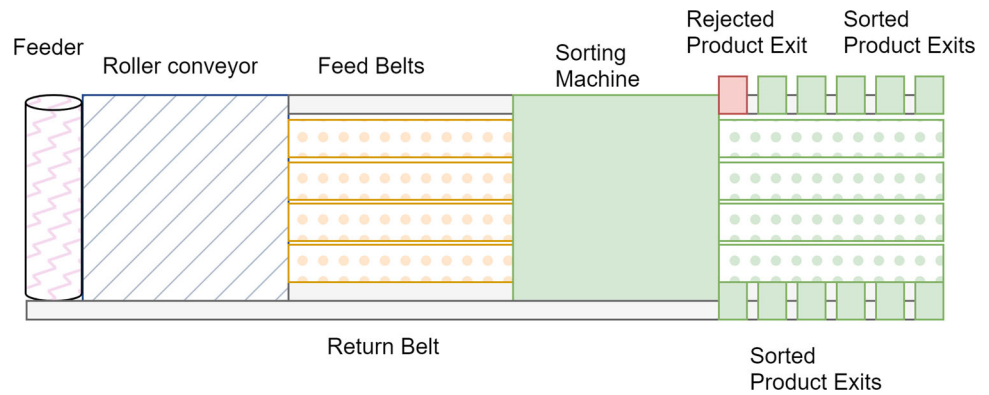 Feeder
Roller conveyor
Feed Belts
Sorting
Machine
Rejected
Product Exit
Sorted
Product Exits
Return Belt
Sorted
Product Exits